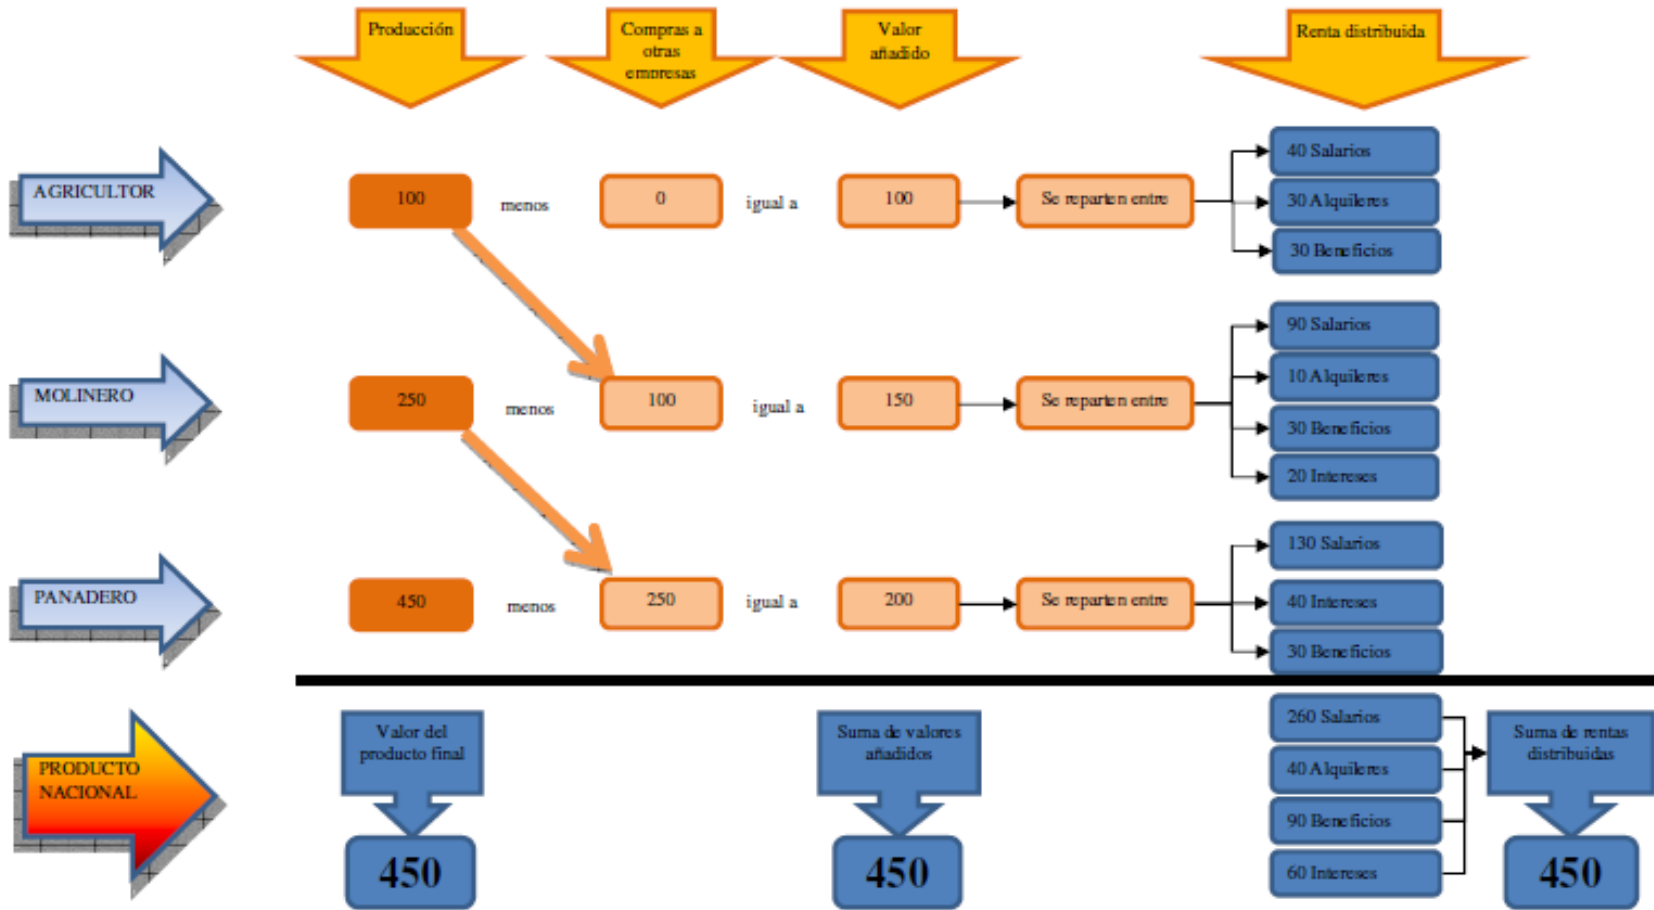 Producción
Compras a
otras
empresas
Valor
añadido
Renta distribuida
AGRICULTOR
100
menos
0
igual a
100
Se reparten entre
40 Salarios
30 Alquileres
30 Beneficios
MOLINERO
250
menos
100
igual a
150
Se reparten entre
90 Salarios
10 Alquileres
30 Beneficios
20 Intereses
PANADERO
450
menos
250
igual a
200
Se reparten entre
130 Salarios
40 Intereses
30 Beneficios
PRODUCTO
NACIONAL
Valor del
producto final
450
Suma de valores
añadidos
450
260 Salarios
40 Alquileres
90 Beneficios
60 Intereses
Suma de rentas
distribuidas
450